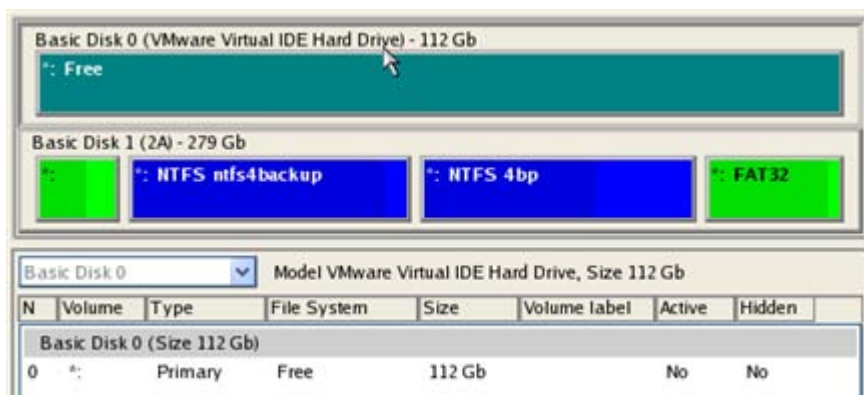 Basic Disk 0 (VMware Virtual IDE Hard Drive) - 112 Gb
*: Free
Basic Disk 1 (2A) - 279 Gb
*: *: NTFS ntfs4backup *: NTFS 4bp *: FAT32
Basic Disk 0 Model VMware Virtual IDE Hard Drive, Size 112 Gb
N Volume Type File System Size Volume label Active Hidden
Basic Disk 0 (Size 112 Gb)
0 *: Primary Free 112 Gb No No